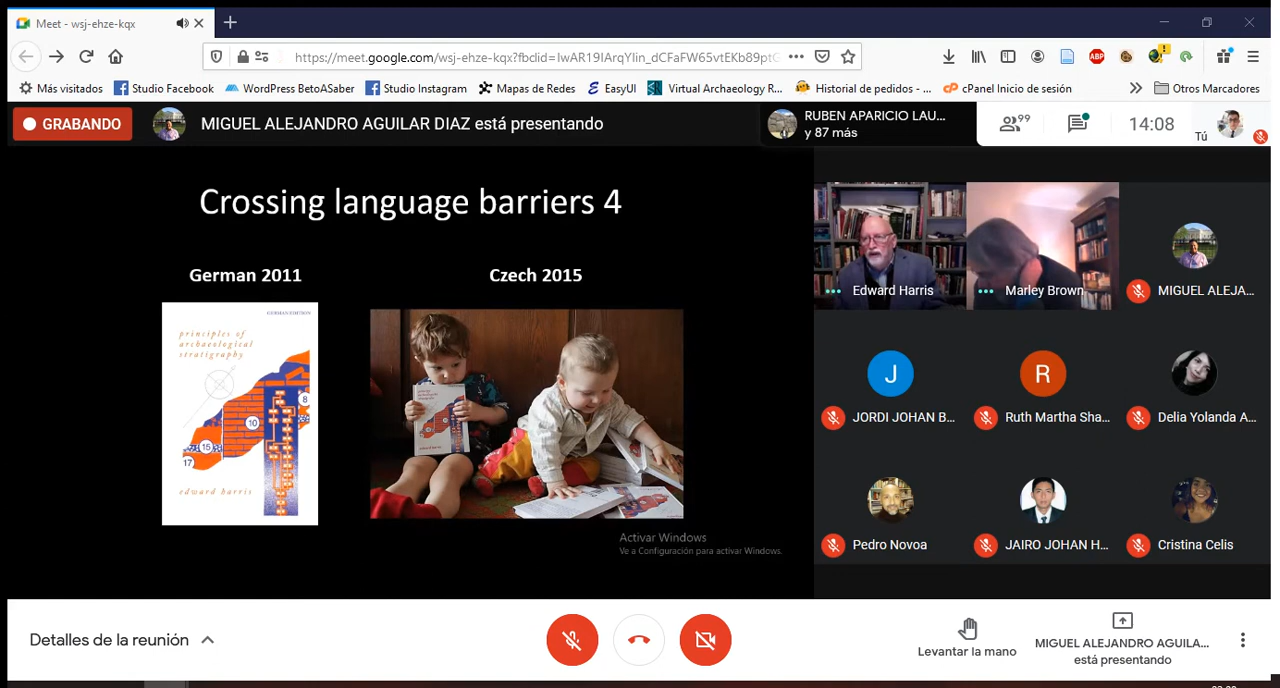 Meet - wsj-ehze-kqx
https://meet.google.com/wsj-ehze-kqx?fbclid=IwAR19IArqYIin_dCFaFW65vtEKb89pt
ABP
Más visitados
Studio Facebook
WordPress BetoASaber
Studio Instagram
Mapas de Redes
EasyUI
Virtual Archaeology R...
Historial de pedidos - ...
cPanel Inicio de sesión
Otros Marcadores
GRABANDO
MIGUEL ALEJANDRO AGUILAR DIAZ está presentando
RUBEN APARICIO LAU...
y 87 más
99
14:08
Tú
Crossing language barriers 4
German 2011
Czech 2015
GERMAN EDITION
principles of
archaeological
stratigraphy
8
10
15
17
edward harris
Activar Windows
Ve a Configuración para activar Windows.
Edward Harris
Marley Brown
MIGUEL ALEJA...
J
JORDI JOHAN B...
R
Ruth Martha Sha...
Delia Yolanda A...
Pedro Novoa
JAIRO JOHAN H...
Cristina Celis
Detalles de la reunión
Levantar la mano
MIGUEL ALEJANDRO AGUILA...
está presentando